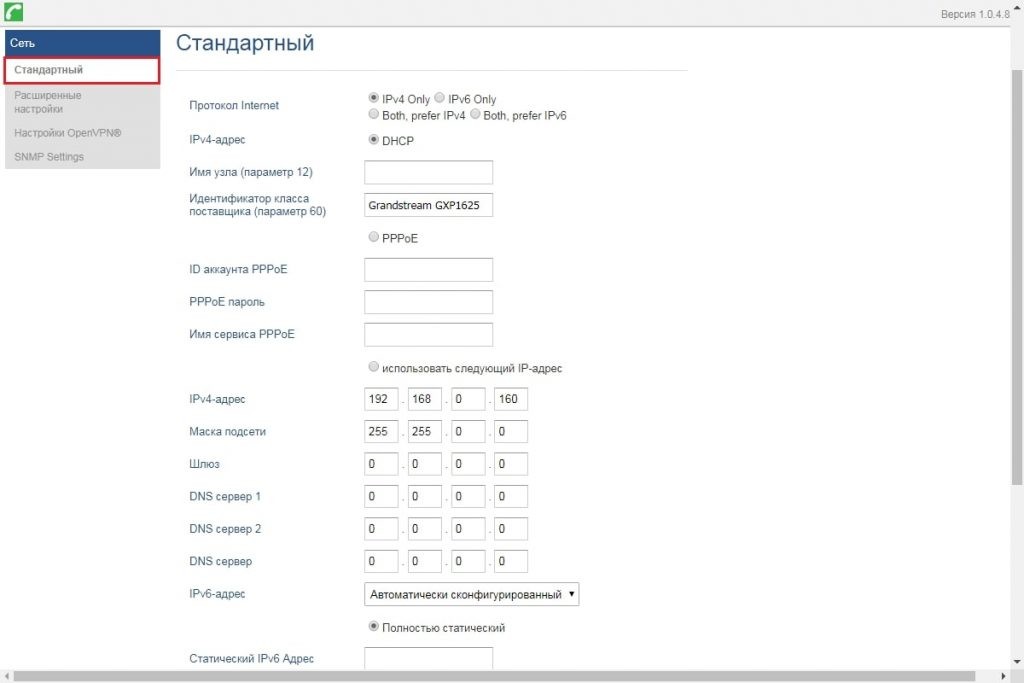 Версия 1.0.4.8
Сеть
Стандартный
Расширенные
настройки
Настройки OpenVPN®
SNMP Settings
Стандартный
Протокол Internet
IPv4 Only IPv6 Only
Both, prefer IPv4 Both, prefer IPv6
IPv4-адрес
DHCP
Имя узла (параметр 12)
Идентификатор класса
поставщика (параметр 60)
Grandstream GXP1625
PPPoE
ID аккаунта PPPoE
PPPoE пароль
Имя сервиса PPPoE
использовать следующий IP-адрес
IPv4-адрес 192 . 168 . 0 . 160
Маска подсети 255 . 255 . 0 . 0
Шлюз 0 . 0 . 0 . 0
DNS сервер 1 0 . 0 . 0 . 0
DNS сервер 2 0 . 0 . 0 . 0
DNS сервер 0 . 0 . 0 . 0
IPv6-адрес Автоматически сконфигурированный
Полностью статический
Статический IPv6 Адрес